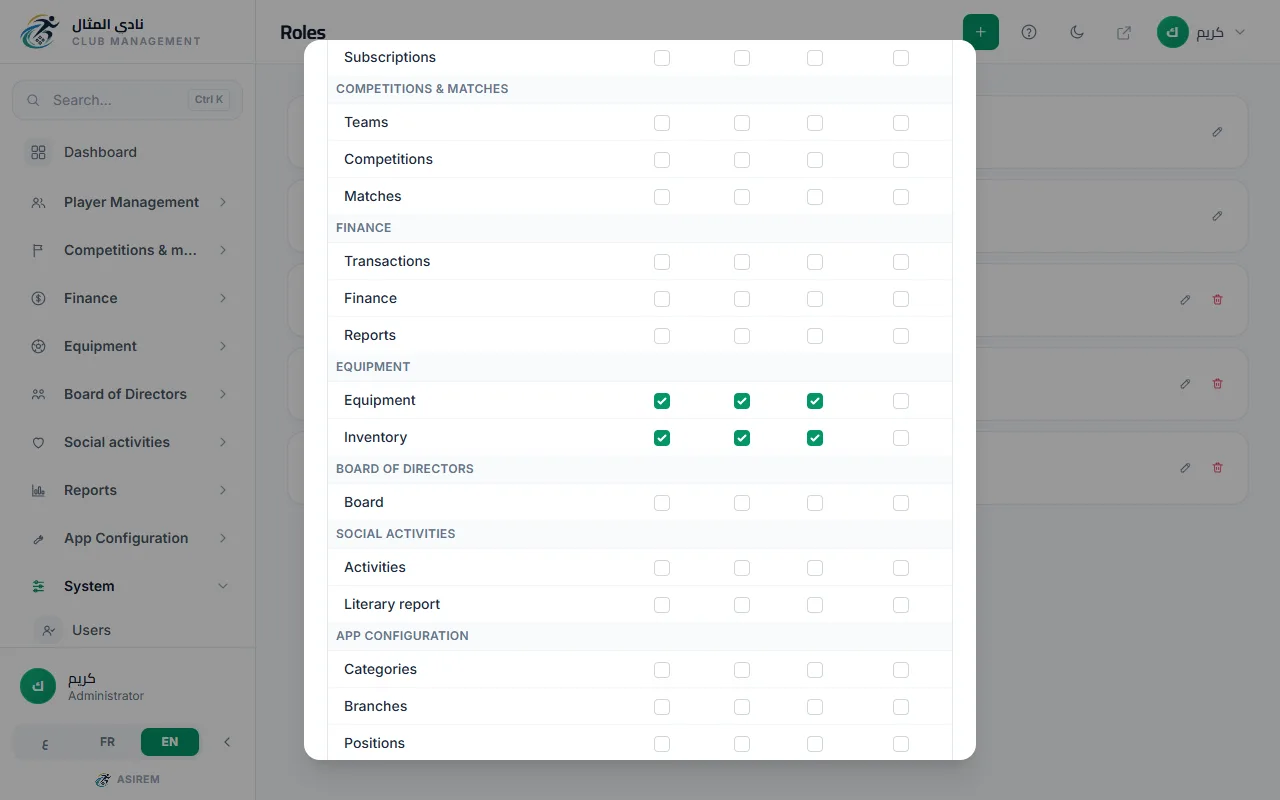 نادي المثال
CLUB MANAGEMENT
Roles
كريم
Search...
Ctrl K
Dashboard
Player Management
Competitions & m...
Finance
Equipment
Board of Directors
Social activities
Reports
App Configuration
System
Users
كريم
Administrator
ع
FR
EN
ASIREM
Subscriptions
COMPETITIONS & MATCHES
Teams
Competitions
Matches
FINANCE
Transactions
Finance
Reports
EQUIPMENT
Equipment
Inventory
BOARD OF DIRECTORS
Board
SOCIAL ACTIVITIES
Activities
Literary report
APP CONFIGURATION
Categories
Branches
Positions